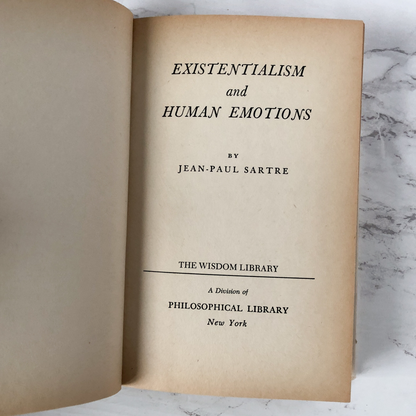 EXISTENTIALISM
and
HUMAN EMOTIONS
BY
JEAN-PAUL SARTRE
THE WISDOM LIBRARY
A Division of
PHILOSOPHICAL LIBRARY
New York